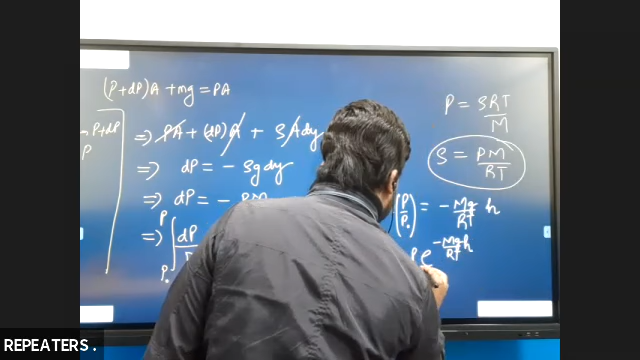 (P+dP)A + mg = PA
P+dP
P
⇒ PA + (dP)A + SAdy
⇒ dP = - Sgdy
⇒ dP = - PM
⇒ ∫ dP
P
P₀
P = SRT/M
S = PM/RT
(P/P₀) = - Mg/RT h
P e^(-Mgh/RT)
REPEATERS .